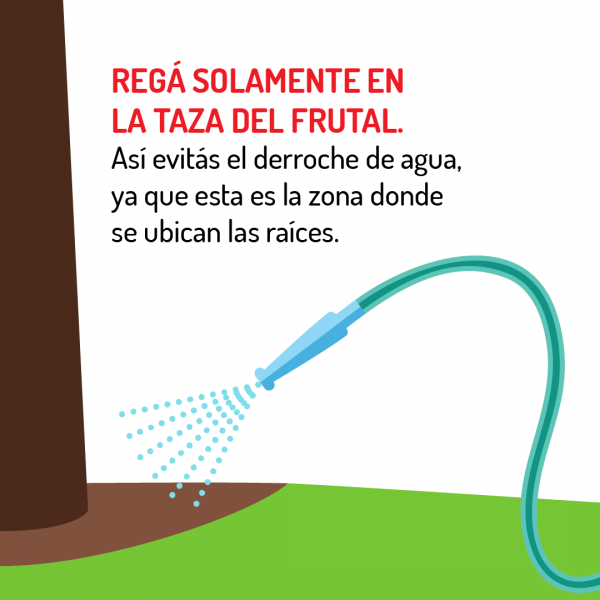 REGÁ SOLAMENTE EN
LA TAZA DEL FRUTAL.
Así evitás el derroche de agua,
ya que esta es la zona donde
se ubican las raíces.